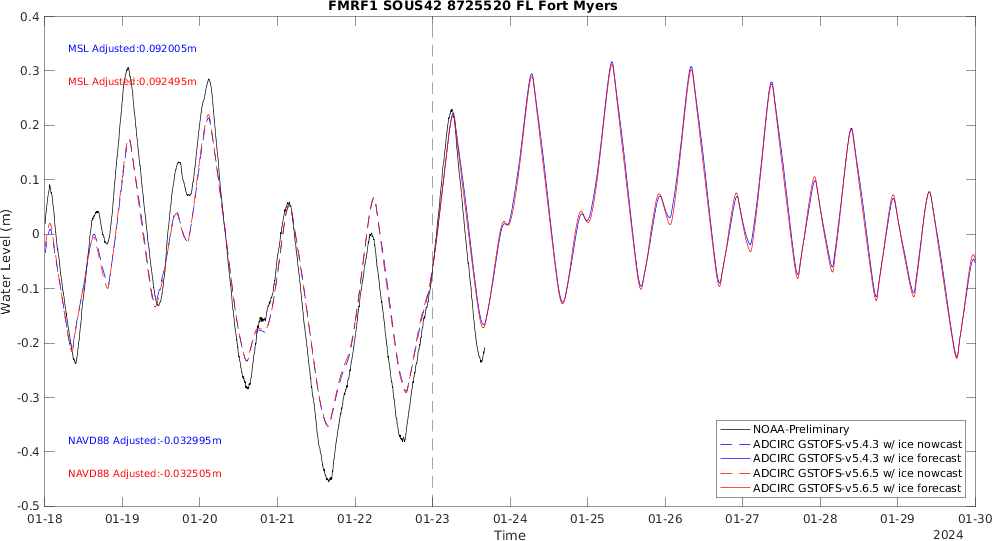 FMRF1 SOUS42 8725520 FL Fort Myers
0.4
0.3
0.2
0.1
0
-0.1
-0.2
-0.3
-0.4
-0.5
Water Level (m)
MSL Adjusted:0.092005m
MSL Adjusted:0.092495m
NAVD88 Adjusted:-0.032995m
NAVD88 Adjusted:-0.032505m
NOAA-Preliminary
ADCIRC GSTOFS-v5.4.3 w/ ice nowcast
ADCIRC GSTOFS-v5.4.3 w/ ice forecast
ADCIRC GSTOFS-v5.6.5 w/ ice nowcast
ADCIRC GSTOFS-v5.6.5 w/ ice forecast
01-18 01-19 01-20 01-21 01-22 01-23 01-24 01-25 01-26 01-27 01-28 01-29 01-30
Time
2024